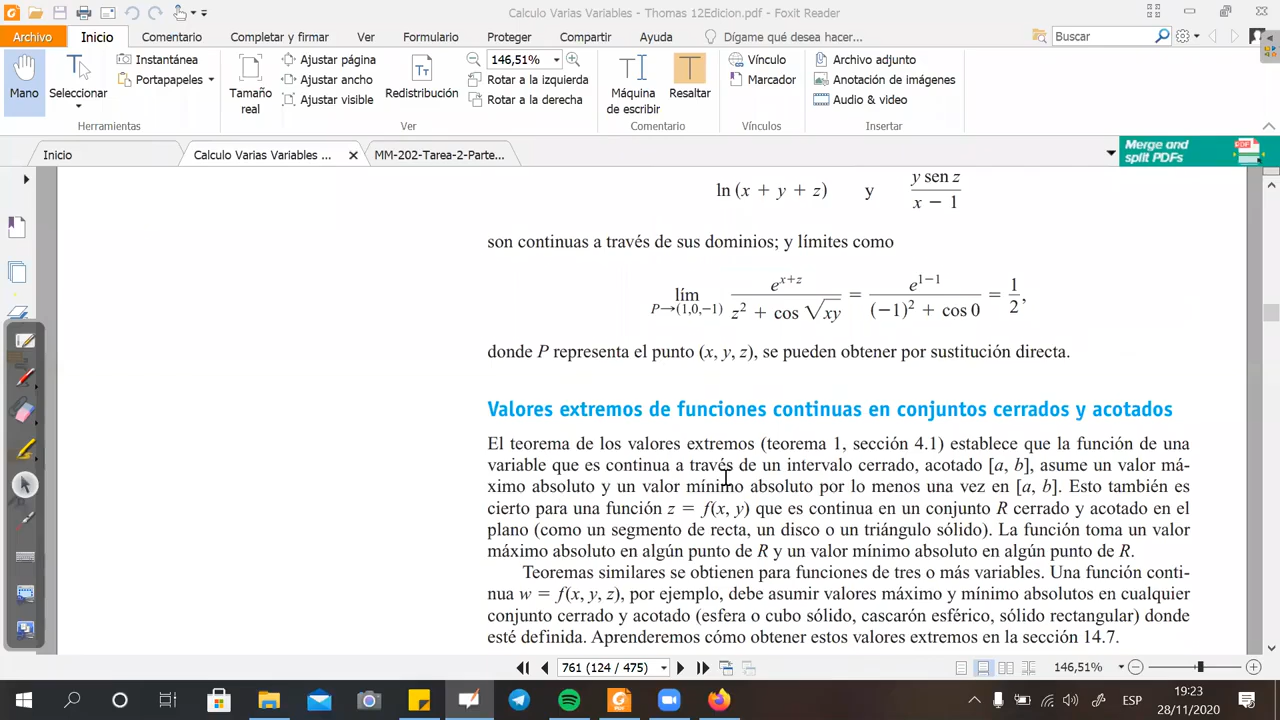 Calculo Varias Variables - Thomas 12Edicion.pdf - Foxit Reader
Archivo Inicio Comentario Completar y firmar Ver Formulario Proteger Compartir Ayuda Dígame qué desea hacer... Buscar
Mano
Seleccionar
Instantánea
Portapapeles
Herramientas
Tamaño
real
Ajustar página
Ajustar ancho
Ajustar visible
Redistribución
146,51%
Rotar a la izquierda
Rotar a la derecha
Ver
Máquina
de escribir
Resaltar
Comentario
Vínculo
Marcador
Vínculos
Archivo adjunto
Anotación de imágenes
Audio & video
Insertar
Inicio Calculo Varias Variables ... MM-202-Tarea-2-Parte...
Merge and
split PDFs
ln (x + y + z) y y sen z / x − 1
son continuas a través de sus dominios; y límites como
lím P→(1,0,−1) e^(x+z) / (z² + cos √xy) = e^(1−1) / ((−1)² + cos 0) = 1/2,
donde P representa el punto (x, y, z), se pueden obtener por sustitución directa.
Valores extremos de funciones continuas en conjuntos cerrados y acotados
El teorema de los valores extremos (teorema 1, sección 4.1) establece que la función de una
variable que es continua a través de un intervalo cerrado, acotado [a, b], asume un valor má-
ximo absoluto y un valor mínimo absoluto por lo menos una vez en [a, b]. Esto también es
cierto para una función z = f(x, y) que es continua en un conjunto R cerrado y acotado en el
plano (como un segmento de recta, un disco o un triángulo sólido). La función toma un valor
máximo absoluto en algún punto de R y un valor mínimo absoluto en algún punto de R.
Teoremas similares se obtienen para funciones de tres o más variables. Una función conti-
nua w = f(x, y, z), por ejemplo, debe asumir valores máximo y mínimo absolutos en cualquier
conjunto cerrado y acotado (esfera o cubo sólido, cascarón esférico, sólido rectangular) donde
esté definida. Aprenderemos cómo obtener estos valores extremos en la sección 14.7.
761 (124 / 475) 146,51%
ESP
19:23
28/11/2020